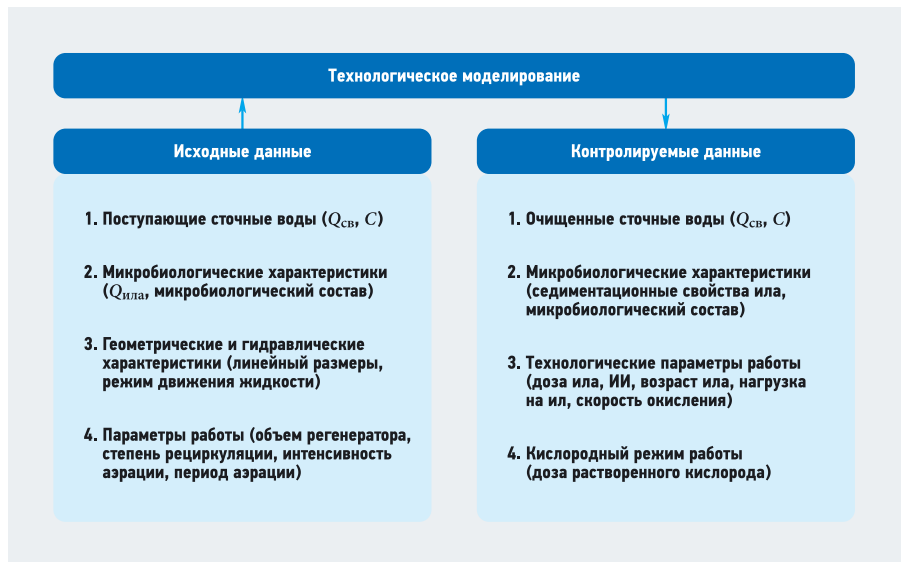 Технологическое моделирование
Исходные данные
1. Поступающие сточные воды (Qсв, C)
2. Микробиологические характеристики
(Qила, микробиологический состав)
3. Геометрические и гидравлические
характеристики (линейный размеры,
режим движения жидкости)
4. Параметры работы (объем регенератора,
степень рециркуляции, интенсивность
аэрации, период аэрации)
Контролируемые данные
1. Очищенные сточные воды (Qсв, C)
2. Микробиологические характеристики
(седиментационные свойства ила,
микробиологический состав)
3. Технологические параметры работы
(доза ила, ИИ, возраст ила, нагрузка
на ил, скорость окисления)
4. Кислородный режим работы
(доза растворенного кислорода)